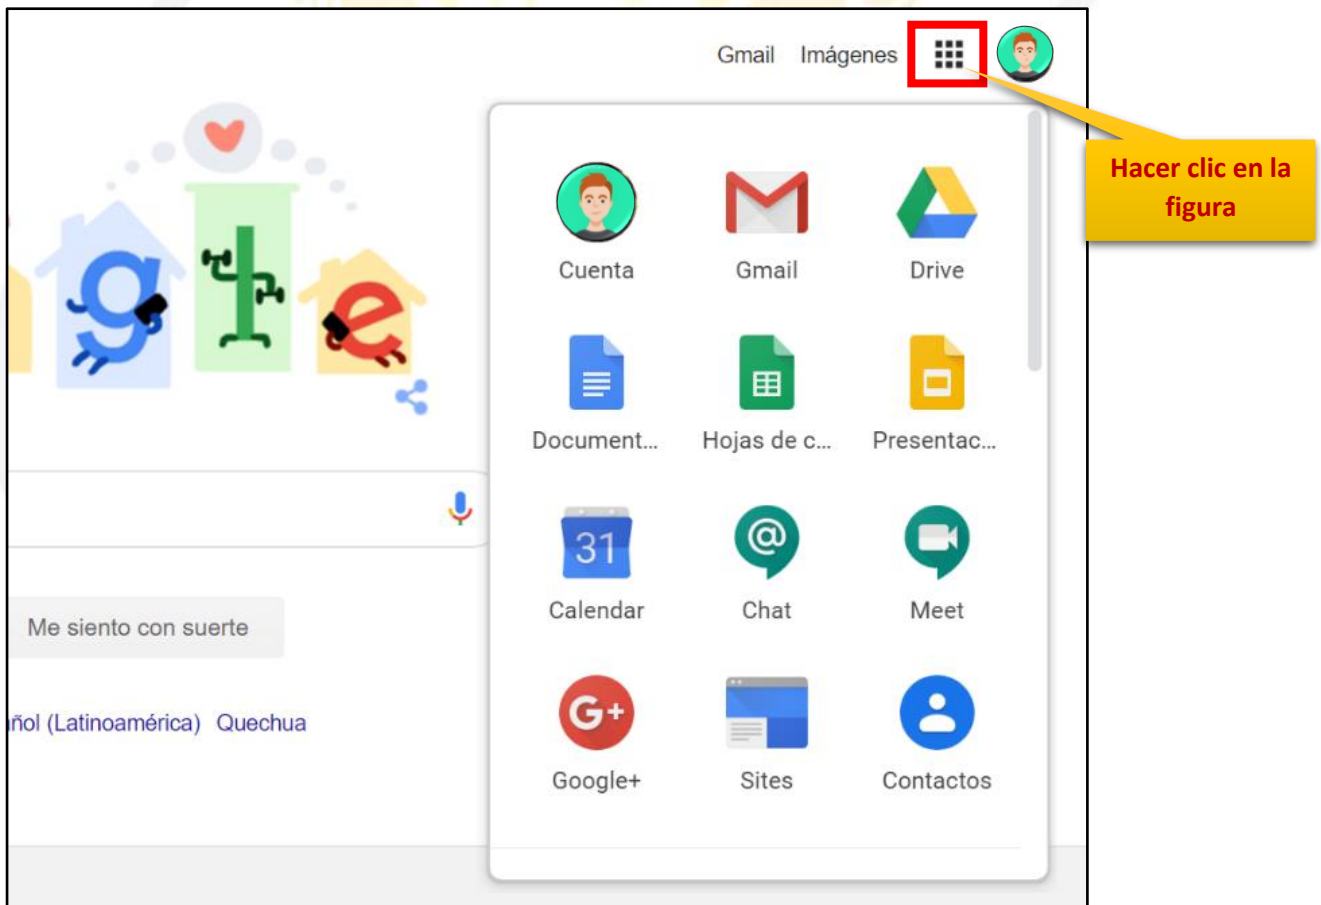 Gmail Imágenes
Hacer clic en la
figura
Cuenta Gmail Drive
Document... Hojas de c... Presentac...
31
Calendar Chat Meet
Me siento con suerte
G+
ñol (Latinoamérica) Quechua
Google+ Sites Contactos